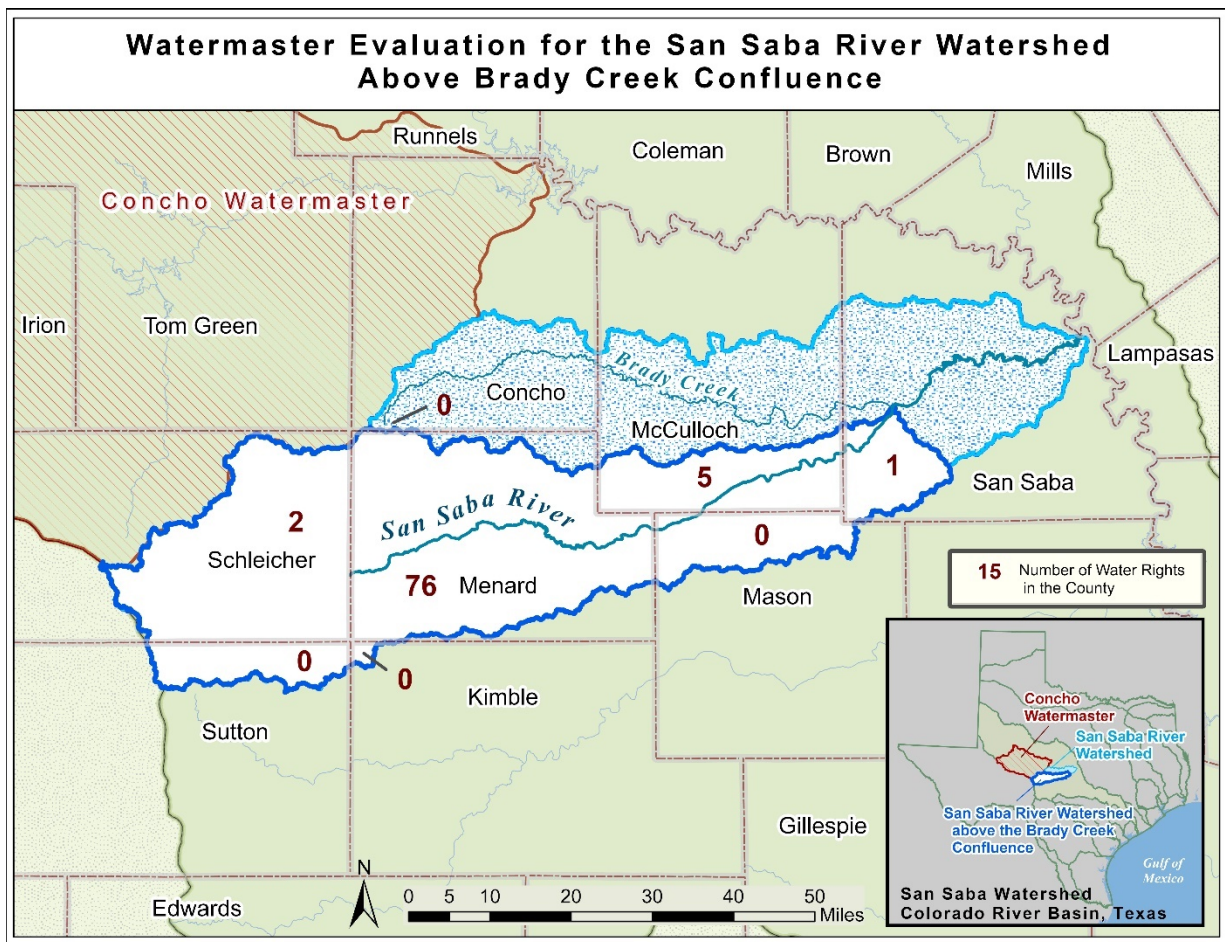 Watermaster Evaluation for the San Saba River Watershed
Above Brady Creek Confluence
Runnels
Coleman
Brown
Mills
Concho Watermaster
Irion
Tom Green
Lampasas
Brady Creek
Concho
0
McCulloch
5
1
San Saba
San Saba River
2
Schleicher
0
76
Menard
Mason
15 Number of Water Rights
in the County
0
0
Kimble
Sutton
Gillespie
Edwards
N
0 5 10 20 30 40 50
Miles
Concho
Watermaster
San Saba River
Watershed
San Saba River Watershed
above the Brady Creek
Confluence
Gulf of
Mexico
San Saba Watershed
Colorado River Basin, Texas